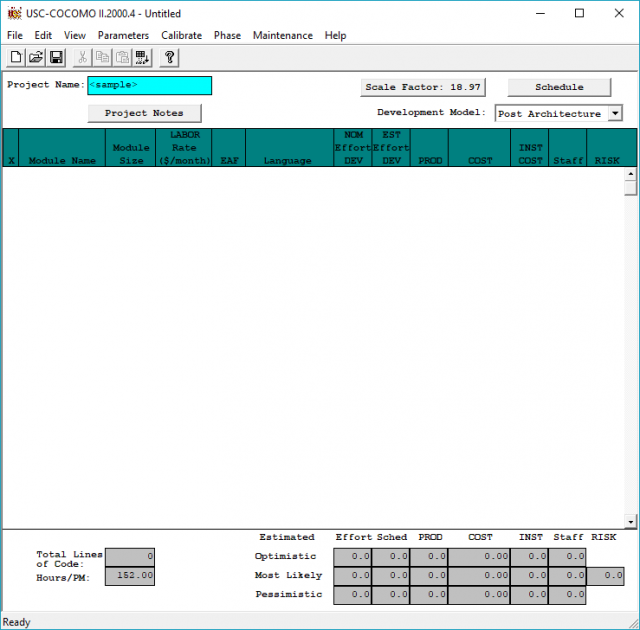 USC-COCOMO II.2000.4 - Untitled
File Edit View Parameters Calibrate Phase Maintenance Help
Project Name: <sample> Scale Factor: 18.97 Schedule
Project Notes Development Model: Post Architecture
X Module Name Module Size LABOR Rate ($/month) EAF Language NOM Effort DEV EST Effort DEV PROD COST INST COST Staff RISK
Estimated Effort Sched PROD COST INST Staff RISK
Total Lines of Code: 0 Optimistic 0.0 0.0 0.0 0.00 0.0 0.0
Hours/PM: 152.00 Most Likely 0.0 0.0 0.0 0.00 0.0 0.0 0.0
Pessimistic 0.0 0.0 0.0 0.00 0.0 0.0
Ready